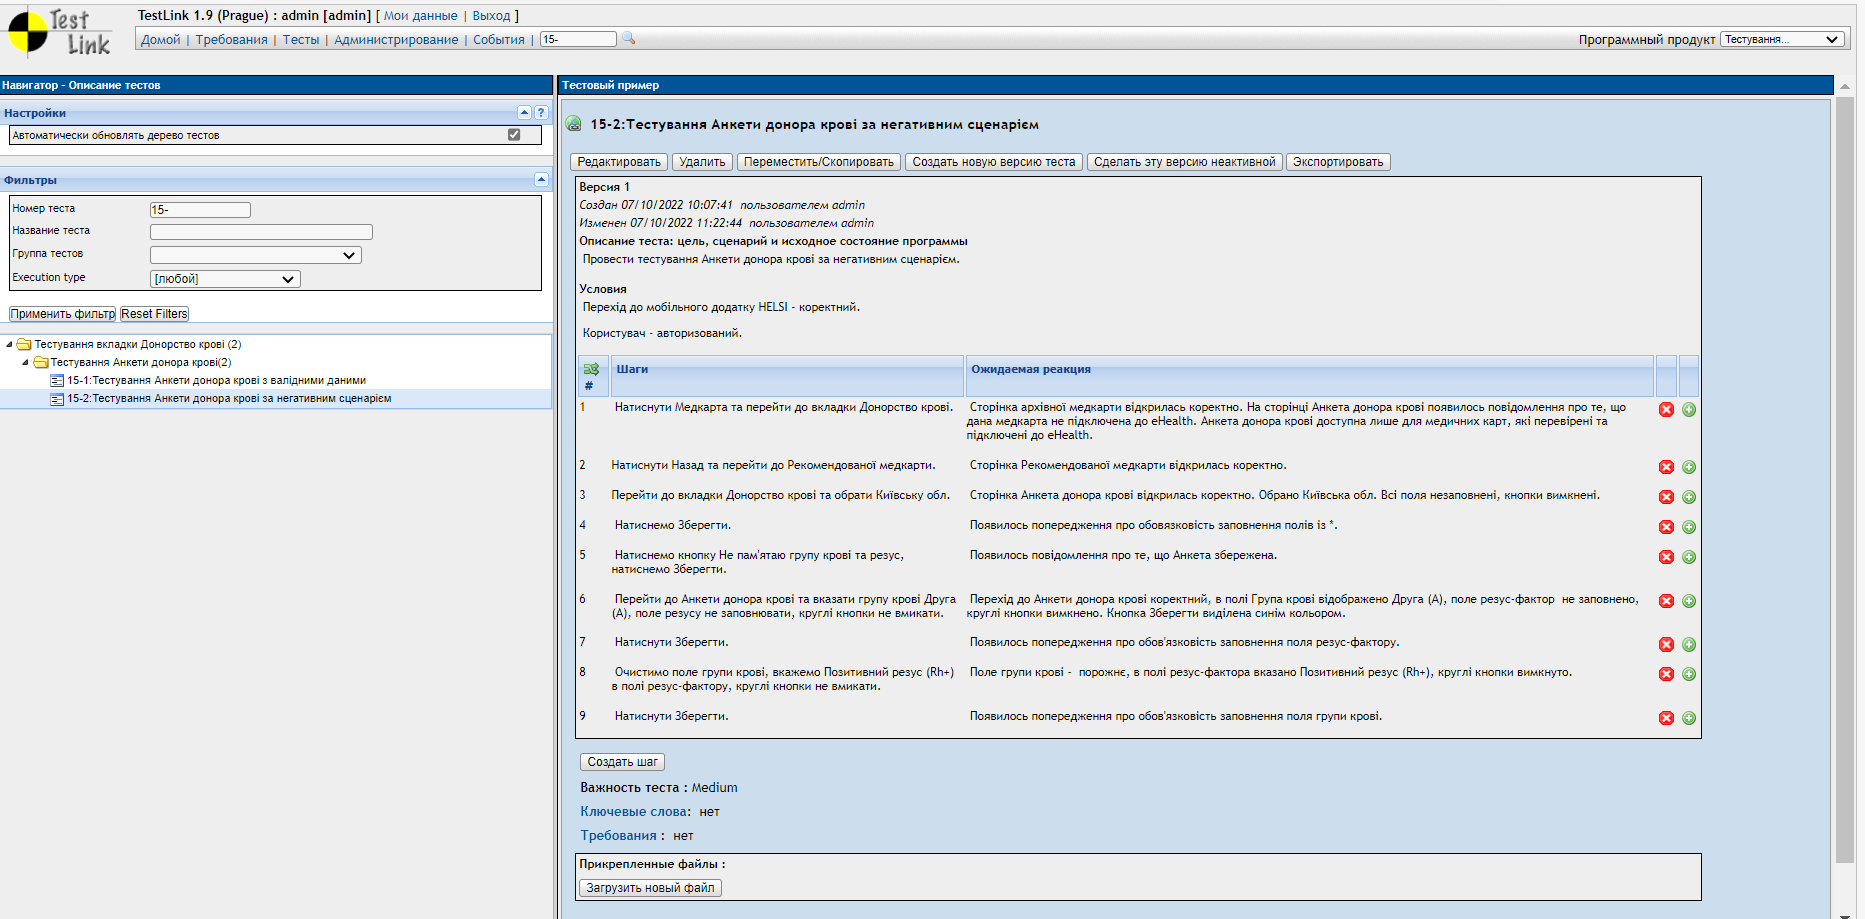 Test Link
TestLink 1.9 (Prague) : admin [admin] [ Мои данные | Выход ]
Домой | Требования | Тесты | Администрирование | События | 15-
Программный продукт Тестування...
Навигатор - Описание тестов
Настройки
Автоматически обновлять дерево тестов
Фильтры
Номер теста 15-
Название теста
Группа тестов
Execution type [любой]
Применить фильтр Reset Filters
Тестування вкладки Донорство крові (2)
Тестування Анкети донора крові(2)
15-1:Тестування Анкети донора крові з валідними даними
15-2:Тестування Анкети донора крові за негативним сценарієм
Тестовый пример
15-2:Тестування Анкети донора крові за негативним сценарієм
Редактировать Удалить Переместить/Скопировать Создать новую версию теста Сделать эту версию неактивной Экспортировать
Версия 1
Создан 07/10/2022 10:07:41 пользователем admin
Изменен 07/10/2022 11:22:44 пользователем admin
Описание теста: цель, сценарий и исходное состояние программы
Провести тестування Анкети донора крові за негативним сценарієм.
Условия
Перехід до мобільного додатку HELSI - коректний.
Користувач - авторизований.
# Шаги Ожидаемая реакция
1 Натиснути Медкарта та перейти до вкладки Донорство крові. Сторінка архівної медкарти відкрилась коректно. На сторінці Анкета донора крові появилось повідомлення про те, що
дана медкарта не підключена до eHealth. Анкета донора крові доступна лише для медичних карт, які перевірені та
підключені до eHealth.
2 Натиснути Назад та перейти до Рекомендованої медкарти. Сторінка Рекомендованої медкарти відкрилась коректно.
3 Перейти до вкладки Донорство крові та обрати Київську обл. Сторінка Анкета донора крові відкрилась коректно. Обрано Київська обл. Всі поля незаповнені, кнопки вимкнені.
4 Натиснемо Зберегти. Появилось попередження про обовязковість заповнення полів із *.
5 Натиснемо кнопку Не пам'ятаю групу крові та резус, Появилось повідомлення про те, що Анкета збережена.
натиснемо Зберегти.
6 Перейти до Анкети донора крові та вказати групу крові Друга Перехід до Анкети донора крові коректний, в полі Група крові відображено Друга (А), поле резус-фактор не заповнено,
(А), поле резусу не заповнювати, круглі кнопки не вмикати. круглі кнопки вимкнено. Кнопка Зберегти виділена синім кольором.
7 Натиснути Зберегти. Появилось попередження про обов'язковість заповнення поля резус-фактору.
8 Очистимо поле групи крові, вкажемо Позитивний резус (Rh+) Поле групи крові - порожнє, в полі резус-фактора вказано Позитивний резус (Rh+), круглі кнопки вимкнуто.
в полі резус-фактору, круглі кнопки не вмикати.
9 Натиснути Зберегти. Появилось попередження про обов'язковість заповнення поля групи крові.
Создать шаг
Важность теста : Medium
Ключевые слова: нет
Требования : нет
Прикрепленные файлы :
Загрузить новый файл